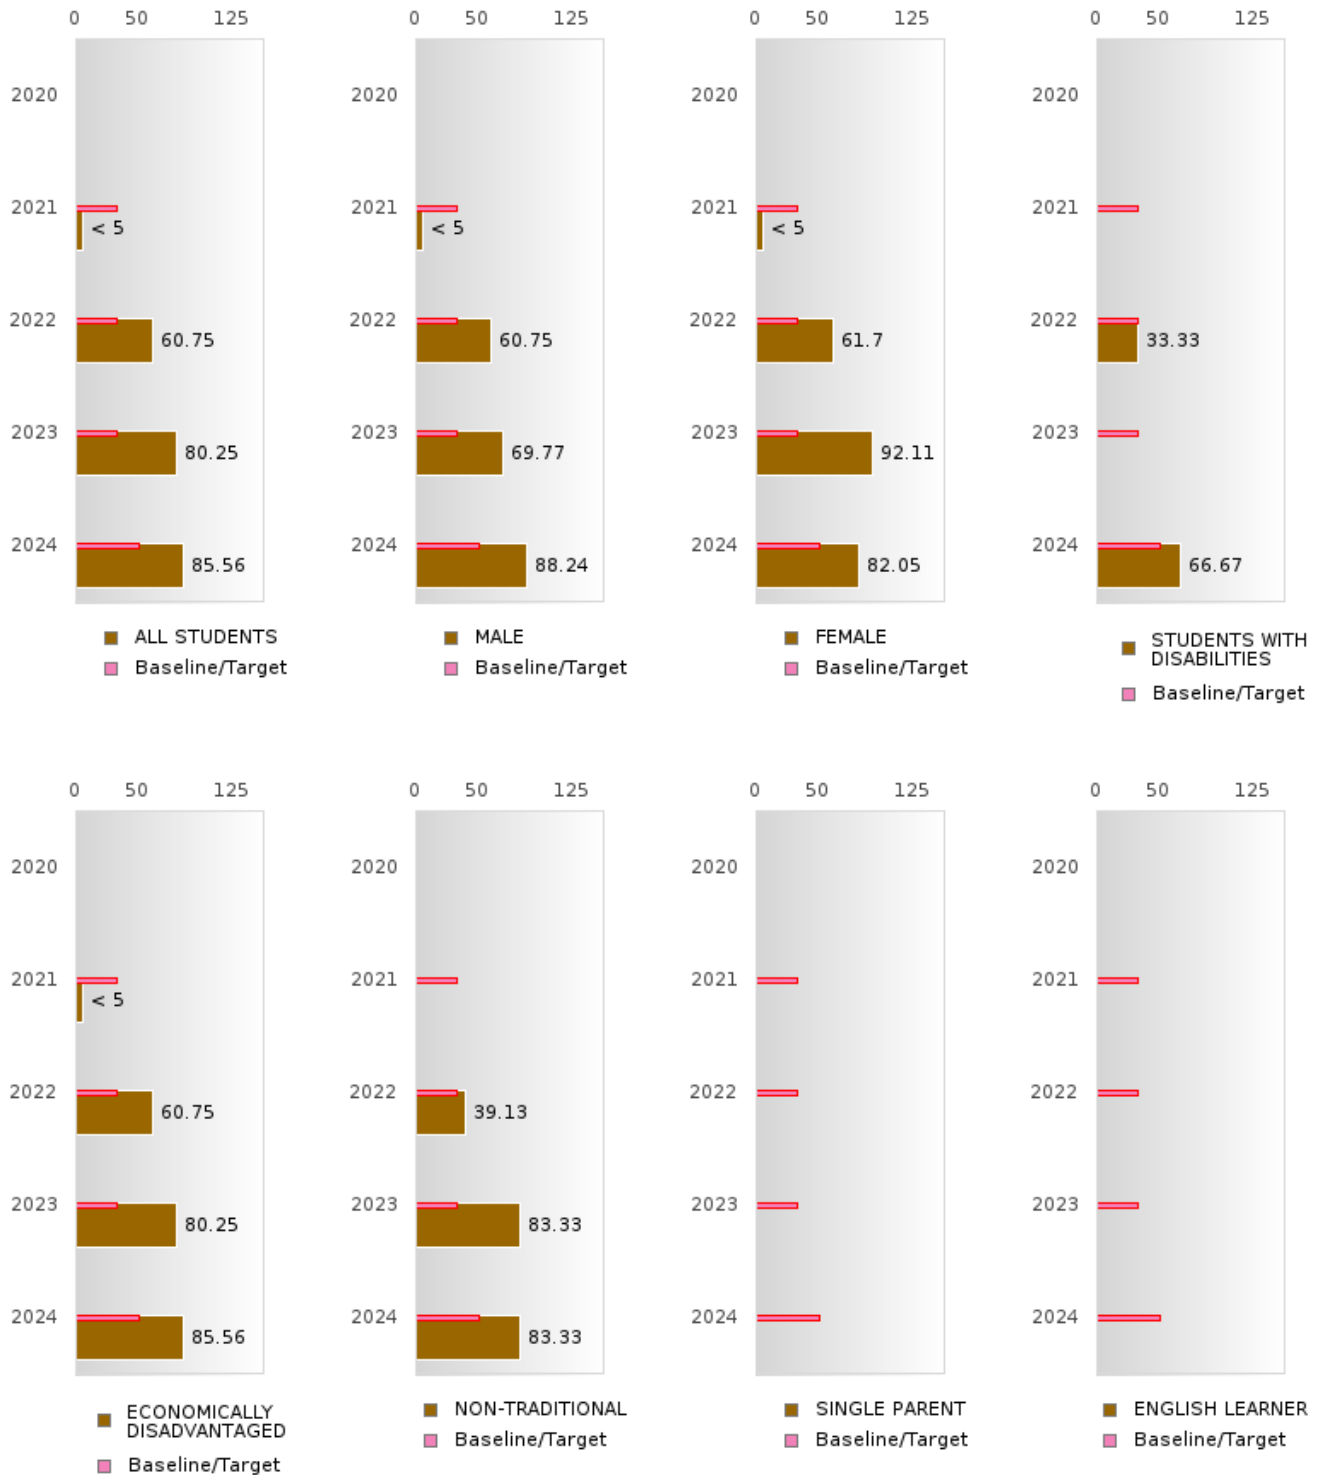 0 50 125 0 50 125 0 50 125 0 50 125
2020 2020 2020 2020
2021 2021 2021 2021
< 5 < 5 < 5
2022 2022 2022 2022
60.75 60.75 61.7 33.33
2023 2023 2023 2023
80.25 69.77 92.11
2024 2024 2024 2024
85.56 88.24 82.05 66.67
ALL STUDENTS
Baseline/Target
MALE
Baseline/Target
FEMALE
Baseline/Target
STUDENTS WITH
DISABILITIES
Baseline/Target
0 50 125 0 50 125 0 50 125 0 50 125
2020 2020 2020 2020
2021 2021 2021 2021
< 5
2022 2022 2022 2022
60.75 39.13
2023 2023 2023 2023
80.25 83.33
2024 2024 2024 2024
85.56 83.33
ECONOMICALLY
DISADVANTAGED
Baseline/Target
NON-TRADITIONAL
Baseline/Target
SINGLE PARENT
Baseline/Target
ENGLISH LEARNER
Baseline/Target